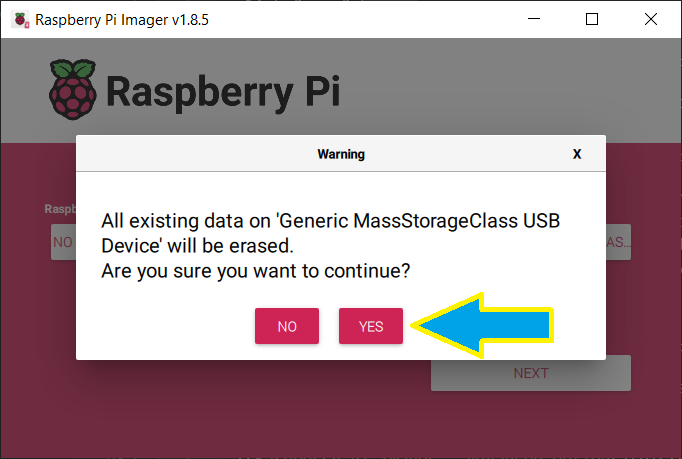 Raspberry Pi Imager v1.8.5
Raspberry Pi
Warning
X
Raspb
All existing data on 'Generic MassStorageClass USB
Device' will be erased.
Are you sure you want to continue?
NO
AS...
NO
YES
NEXT